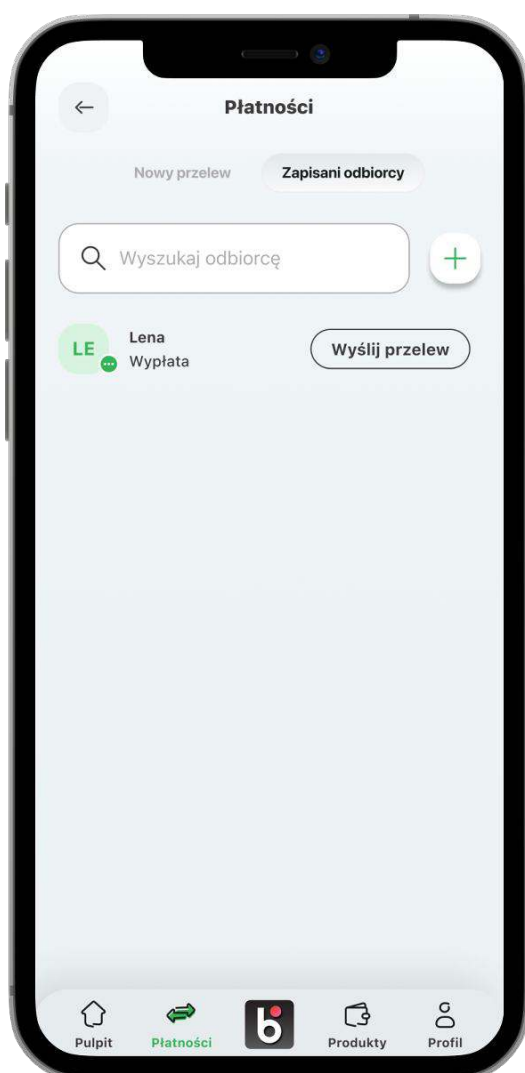 Płatności
Nowy przelew
Zapisani odbiorcy
Wyszukaj odbiorcę
LE
Lena
Wypłata
Wyślij przelew
Pulpit
Płatności
b
Produkty
Profil